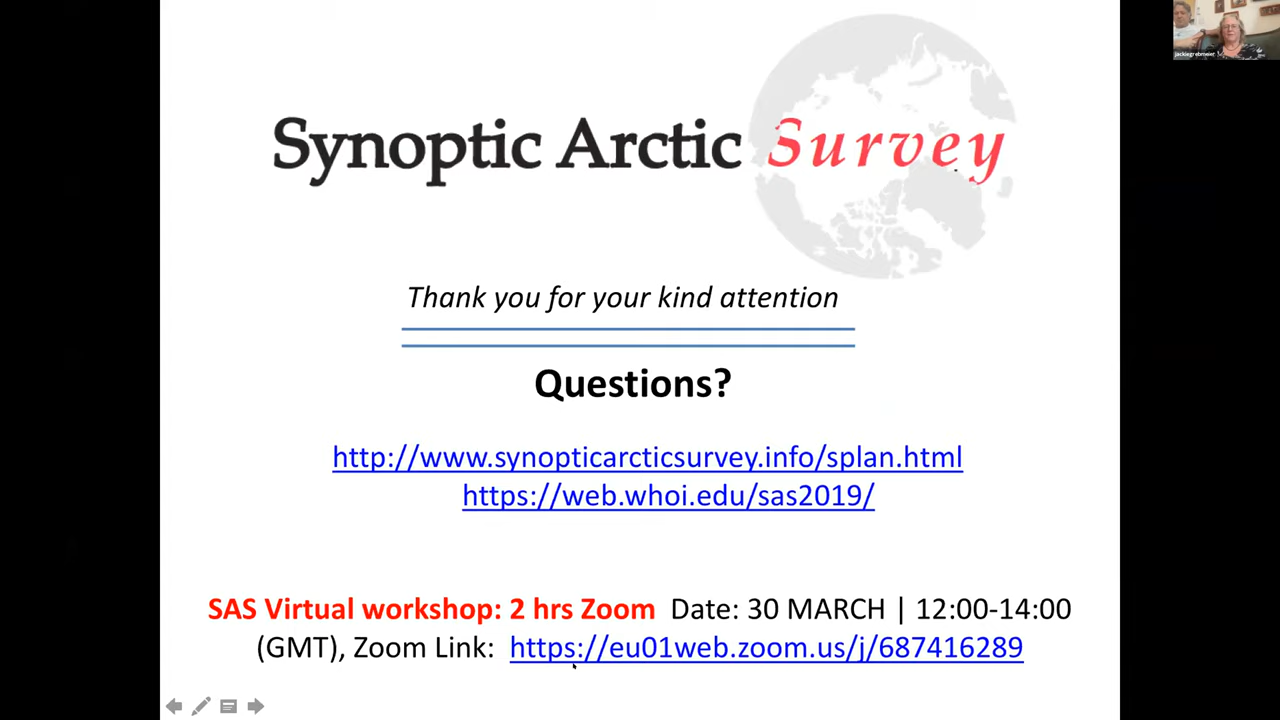 jackiegrebmeier
Synoptic Arctic Survey
Thank you for your kind attention
Questions?
http://www.synopticarcticsurvey.info/splan.html
https://web.whoi.edu/sas2019/
SAS Virtual workshop: 2 hrs Zoom Date: 30 MARCH | 12:00-14:00
(GMT), Zoom Link: https://eu01web.zoom.us/j/687416289